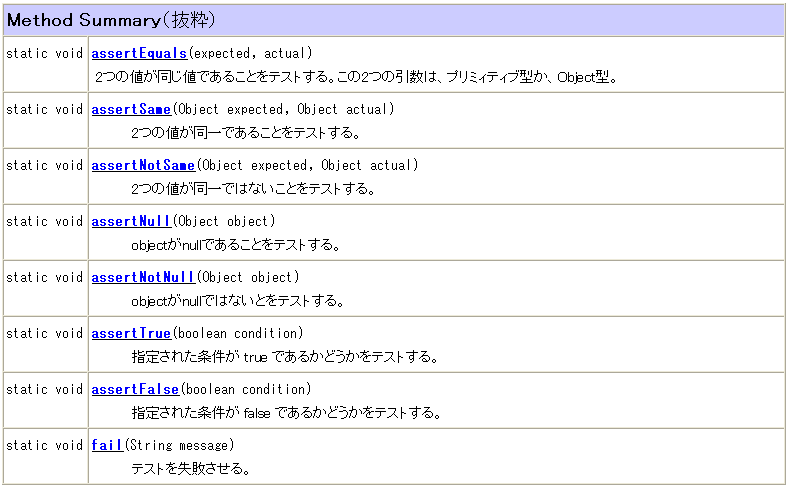 Method Summary(抜粋)
static void assertEquals(expected, actual)
2つの値が同じ値であることをテストする。この2つの引数は、プリミィティブ型か、Object型。
static void assertSame(Object expected, Object actual)
2つの値が同一であることをテストする。
static void assertNotSame(Object expected, Object actual)
2つの値が同一ではないことをテストする。
static void assertNull(Object object)
objectがnullであることをテストする。
static void assertNotNull(Object object)
objectがnullではないとをテストする。
static void assertTrue(boolean condition)
指定された条件が true であるかどうかをテストする。
static void assertFalse(boolean condition)
指定された条件が false であるかどうかをテストする。
static void fail(String message)
テストを失敗させる。